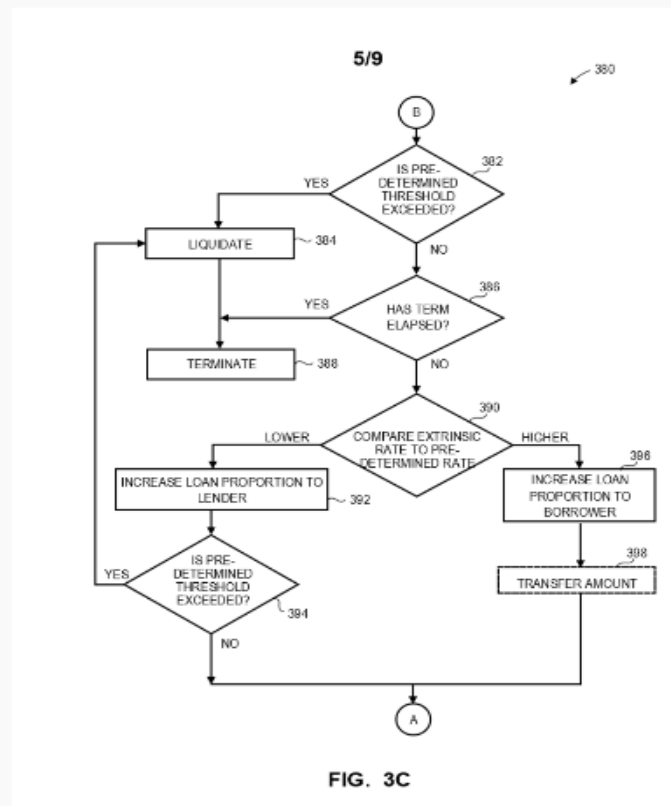 5/9
380
B
382
IS PRE-
DETERMINED
THRESHOLD
EXCEEDED?
YES
LIQUIDATE
384
NO
386
HAS TERM
ELAPSED?
YES
TERMINATE
388
NO
390
COMPARE EXTRINSIC
RATE TO PRE-
DETERMINED RATE
LOWER
HIGHER
INCREASE LOAN PROPORTION TO
LENDER
392
396
INCREASE LOAN
PROPORTION TO
BORROWER
IS PRE-
DETERMINED
THRESHOLD
EXCEEDED?
YES
394
398
TRANSFER AMOUNT
NO
A
FIG. 3C